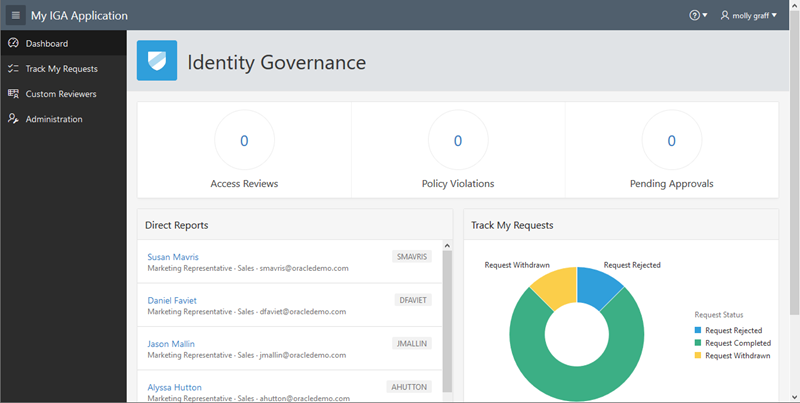 My IGA Application
molly graff
Dashboard
Track My Requests
Custom Reviewers
Administration
Identity Governance
0
Access Reviews
0
Policy Violations
0
Pending Approvals
Direct Reports
Susan Mavris
SMAVRIS
Marketing Representative - Sales - smavris@oracledemo.com
Daniel Faviet
DFAVIET
Marketing Representative - Sales - dfaviet@oracledemo.com
Jason Mallin
JMALLIN
Marketing Representative - Sales - jmallin@oracledemo.com
Alyssa Hutton
AHUTTON
Marketing Representative - Sales - ahutton@oracledemo.com
Track My Requests
Request Withdrawn
Request Rejected
Request Status
Request Rejected
Request Completed
Request Withdrawn